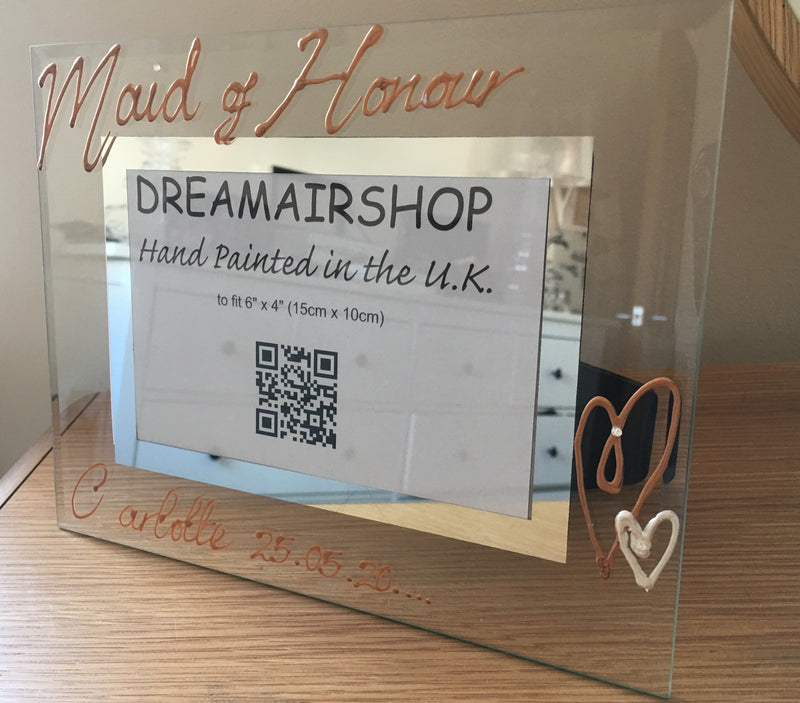 Maid of Honour
DREAMAIRSHOP
Hand Painted in the U.K.
to fit 6" x 4" (15cm x 10cm)
Carlotte 25.05.20....